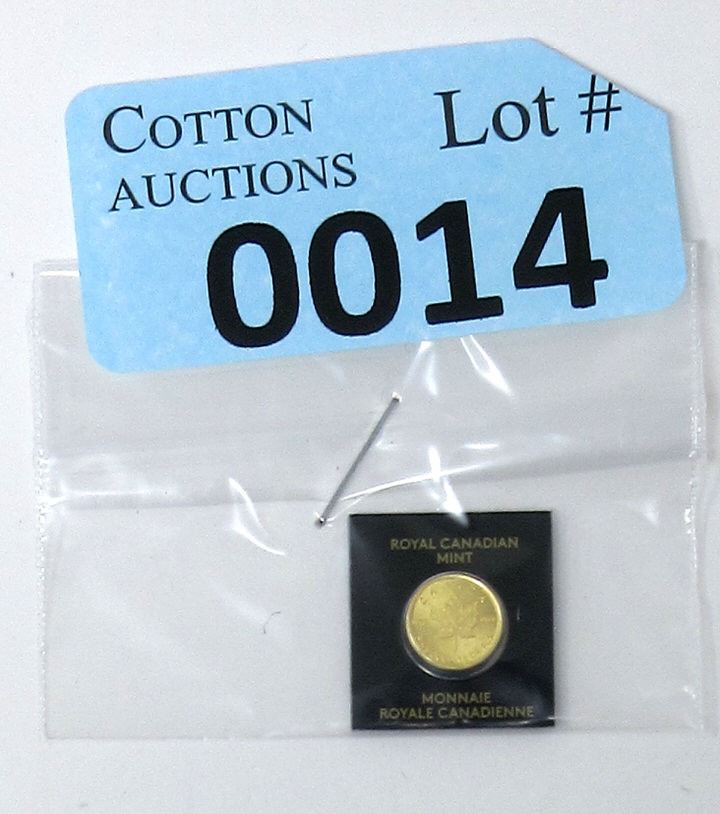 COTTON
AUCTIONS
Lot #
0014
ROYAL CANADIAN
MINT
MONNAIE
ROYALE CANADIENNE